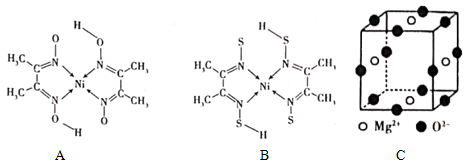 H
O O
CH₃ N N CH₃
Ni
CH₃ N N CH₃
O O
H
A
H
S S
CH₃ N N CH₃
Ni
CH₃ N N CH₃
S S
H
B
Mg²⁺ O²⁻
C